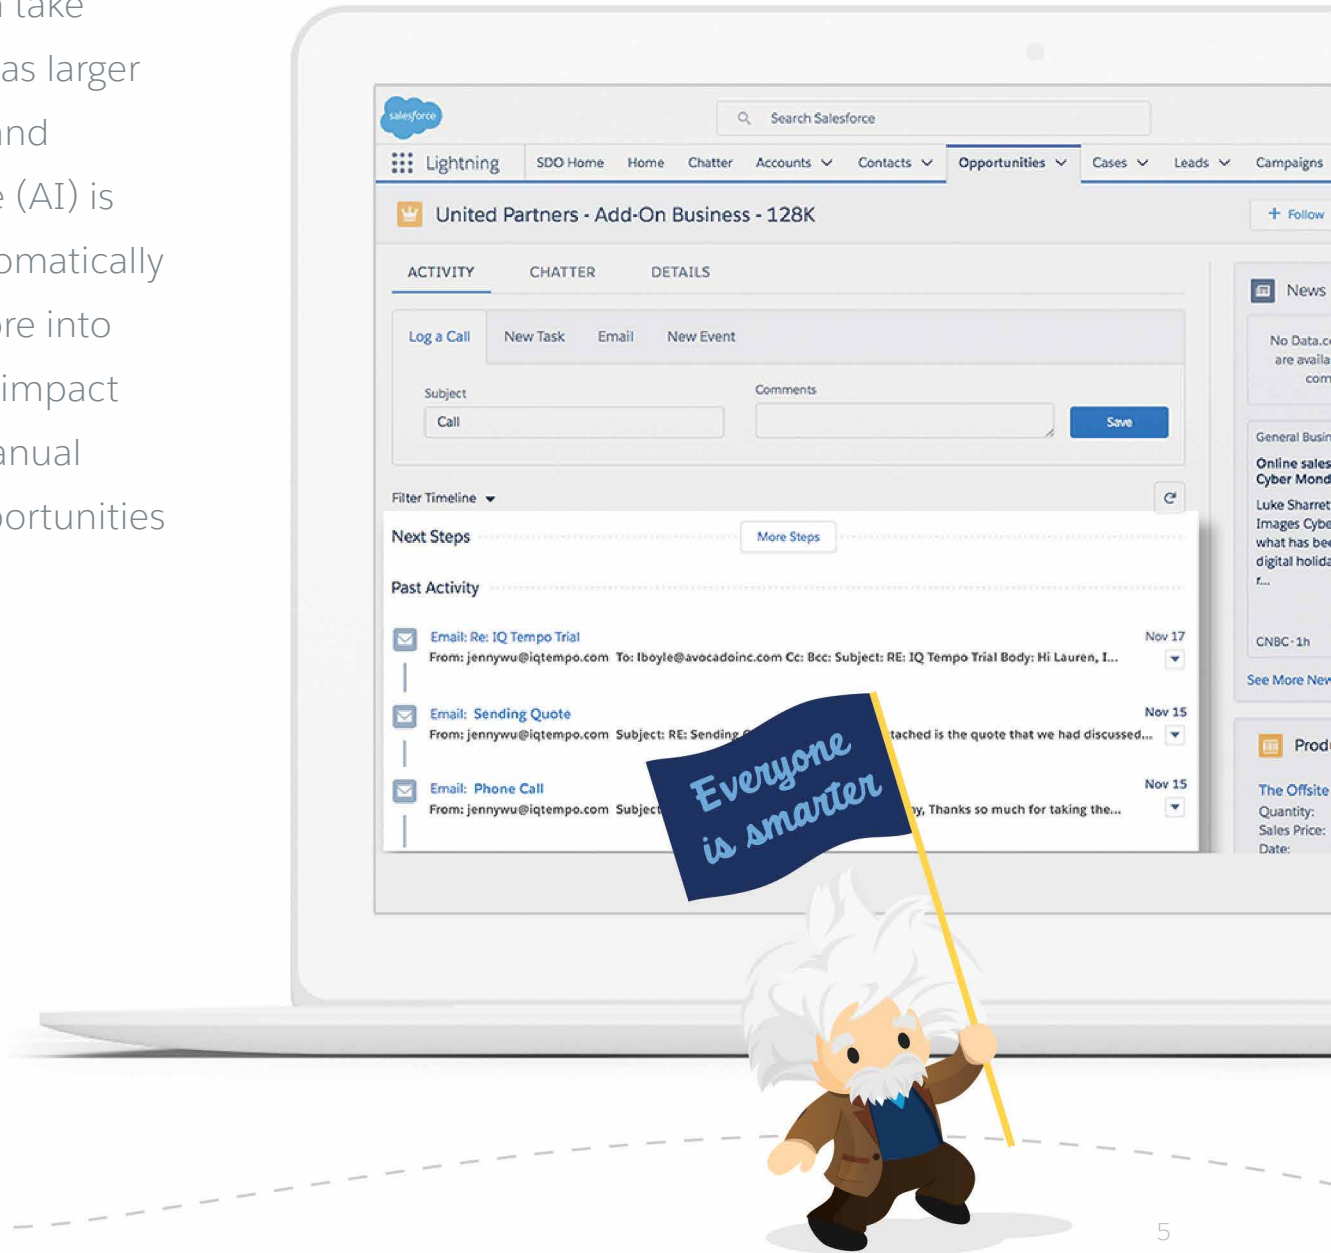 take
as larger
and
(AI) is
into
impact
salesforce
Search Salesforce
Lightning SDO Home Home Chatter Accounts Contacts Opportunities Cases Leads Campaigns
United Partners - Add-On Business - 128K
+ Follow
ACTIVITY CHATTER DETAILS
Log a Call New Task Email New Event
Subject
Comments
Call
Save
Filter Timeline
Next Steps
More Steps
Past Activity
Email: Re: IQ Tempo Trial
Nov 17
From: jennywu@iqtempo.com To: lboyle@avocadoinc.com Cc: Bcc: Subject: RE: IQ Tempo Trial Body: Hi Lauren, I...
Email: Sending Quote
Nov 15
From: jennywu@iqtempo.com Subject: RE: Sending tached is the quote that we had discussed...
Email: Phone Call
Nov 15
From: jennywu@iqtempo.com Subject Thanks so much for taking the...
Everyone
is smarter
News
No Data.c
are availa
com
General Busin
Online sales
Cyber Mond
Luke Sharret
Images Cybe
what has bee
digital holida
r...
CNBC · 1h
See More New
Produ
The Offsite
Quantity:
Sales Price:
Date:
5